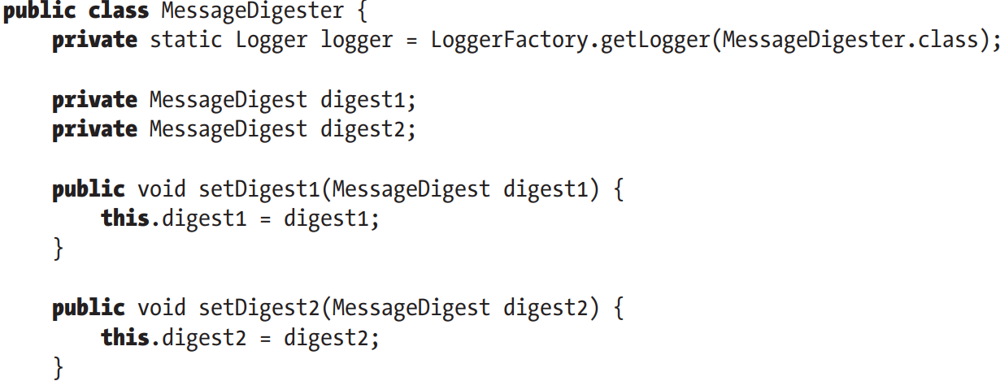 public class MessageDigester {
    private static Logger logger = LoggerFactory.getLogger(MessageDigester.class);

    private MessageDigest digest1;
    private MessageDigest digest2;

    public void setDigest1(MessageDigest digest1) {
        this.digest1 = digest1;
    }

    public void setDigest2(MessageDigest digest2) {
        this.digest2 = digest2;
    }